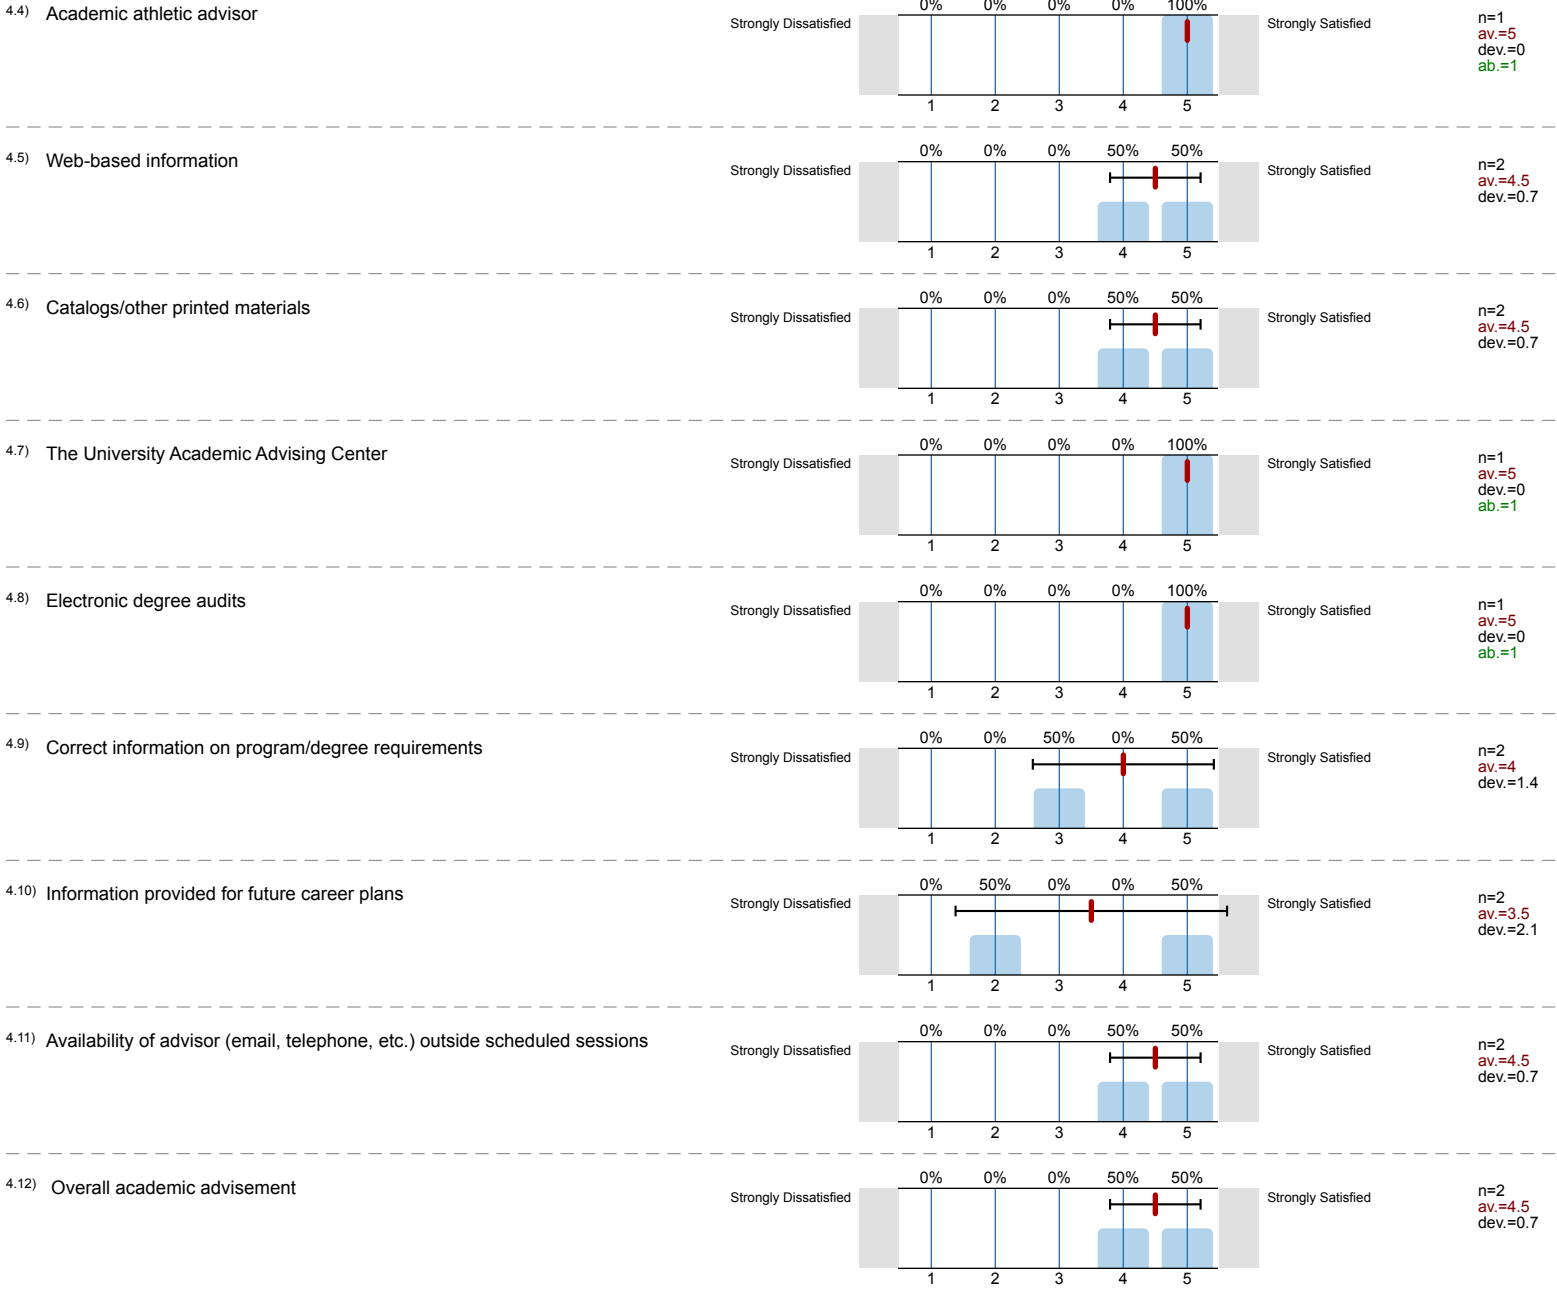 4.4) Academic athletic advisor
0% 0% 0% 0% 100%
Strongly Dissatisfied
Strongly Satisfied
1 2 3 4 5
n=1
av.=5
dev.=0
ab.=1
4.5) Web-based information
0% 0% 0% 50% 50%
Strongly Dissatisfied
Strongly Satisfied
1 2 3 4 5
n=2
av.=4.5
dev.=0.7
4.6) Catalogs/other printed materials
0% 0% 0% 50% 50%
Strongly Dissatisfied
Strongly Satisfied
1 2 3 4 5
n=2
av.=4.5
dev.=0.7
4.7) The University Academic Advising Center
0% 0% 0% 0% 100%
Strongly Dissatisfied
Strongly Satisfied
1 2 3 4 5
n=1
av.=5
dev.=0
ab.=1
4.8) Electronic degree audits
0% 0% 0% 0% 100%
Strongly Dissatisfied
Strongly Satisfied
1 2 3 4 5
n=1
av.=5
dev.=0
ab.=1
4.9) Correct information on program/degree requirements
0% 0% 50% 0% 50%
Strongly Dissatisfied
Strongly Satisfied
1 2 3 4 5
n=2
av.=4
dev.=1.4
4.10) Information provided for future career plans
0% 50% 0% 0% 50%
Strongly Dissatisfied
Strongly Satisfied
1 2 3 4 5
n=2
av.=3.5
dev.=2.1
4.11) Availability of advisor (email, telephone, etc.) outside scheduled sessions
0% 0% 0% 50% 50%
Strongly Dissatisfied
Strongly Satisfied
1 2 3 4 5
n=2
av.=4.5
dev.=0.7
4.12) Overall academic advisement
0% 0% 0% 50% 50%
Strongly Dissatisfied
Strongly Satisfied
1 2 3 4 5
n=2
av.=4.5
dev.=0.7